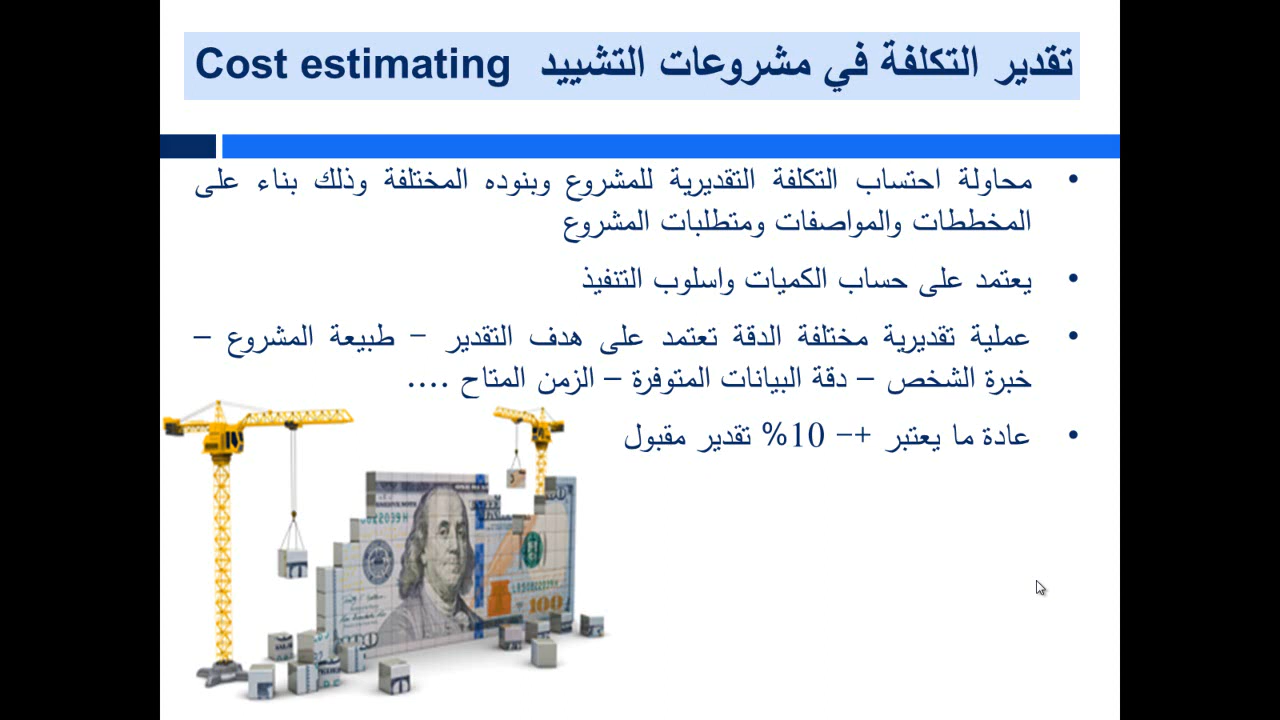 تقدير التكلفة في مشروعات التشييد Cost estimating
• محاولة احتساب التكلفة التقديرية للمشروع وبنوده المختلفة وذلك بناء على
المخططات والمواصفات ومتطلبات المشروع
• يعتمد على حساب الكميات واسلوب التنفيذ
• عملية تقديرية مختلفة الدقة تعتمد على هدف التقدير – طبيعة المشروع –
خبرة الشخص – دقة البيانات المتوفرة – الزمن المتاح ....
• عادة ما يعتبر +– 10% تقدير مقبول
100